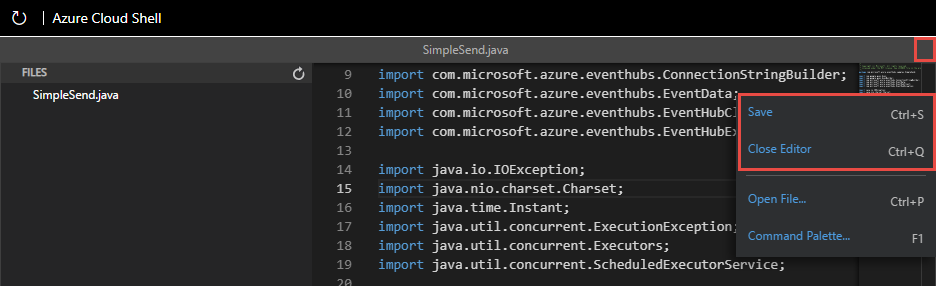 Azure Cloud Shell
SimpleSend.java
FILES
SimpleSend.java
9 import com.microsoft.azure.eventhubs.ConnectionStringBuilder;
10 import com.microsoft.azure.eventhubs.EventData;
11 import com.microsoft.azure.eventhubs.EventHubCl
12 import com.microsoft.azure.eventhubs.EventHubEx
13
14 import java.io.IOException;
15 import java.nio.charset.Charset;
16 import java.time.Instant;
17 import java.util.concurrent.ExecutionException;
18 import java.util.concurrent.Executors;
19 import java.util.concurrent.ScheduledExecutorService;
20
Save Ctrl+S
Close Editor Ctrl+Q
Open File... Ctrl+P
Command Palette... F1